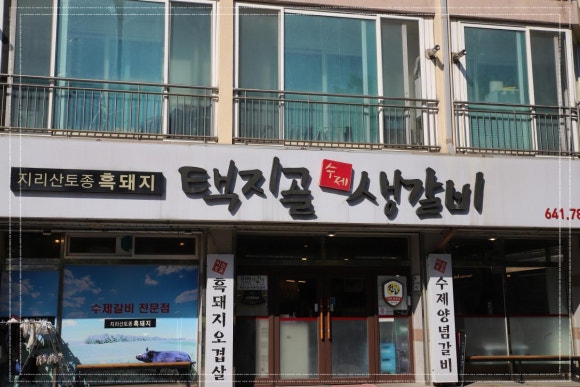 지리산토종 흑돼지
택지골 수제 생갈비
641.78
수제갈비 전문점
지리산토종 흑돼지
흑돼지오겹살
수제양념갈비